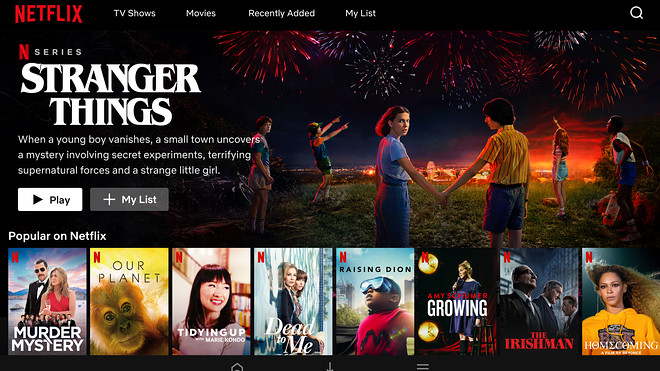 NETFLIX TV Shows Movies Recently Added My List
N SERIES
STRANGER
THINGS
When a young boy vanishes, a small town uncovers
a mystery involving secret experiments, terrifying
supernatural forces and a strange little girl.
Play + My List
Popular on Netflix
N
MURDER
MYSTERY
N
OUR
PLANET
N
TIDYING UP
WITH MARIE KONDO
N
Dead
to Me
N
RAISING DION
N
AMY SCHUMER
GROWING
N
THE
IRISHMAN
N
HOMECOMING
A FILM BY BEYONCÉ